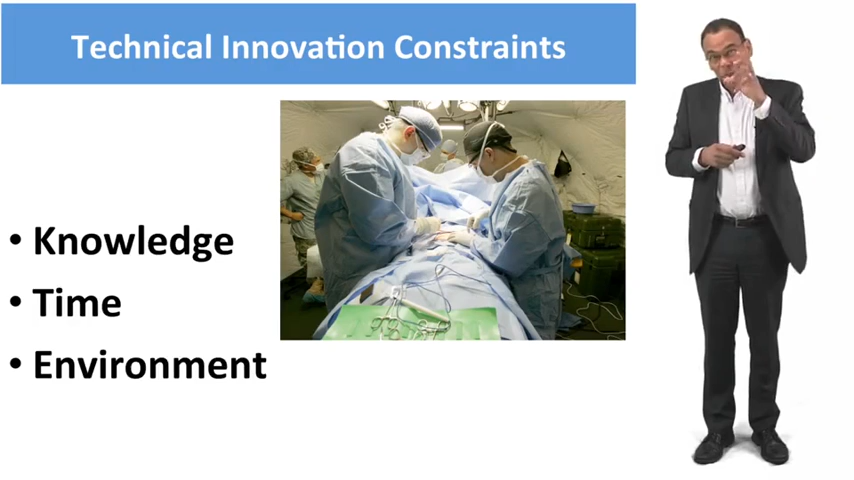 Technical Innovation Constraints
• Knowledge
• Time
• Environment